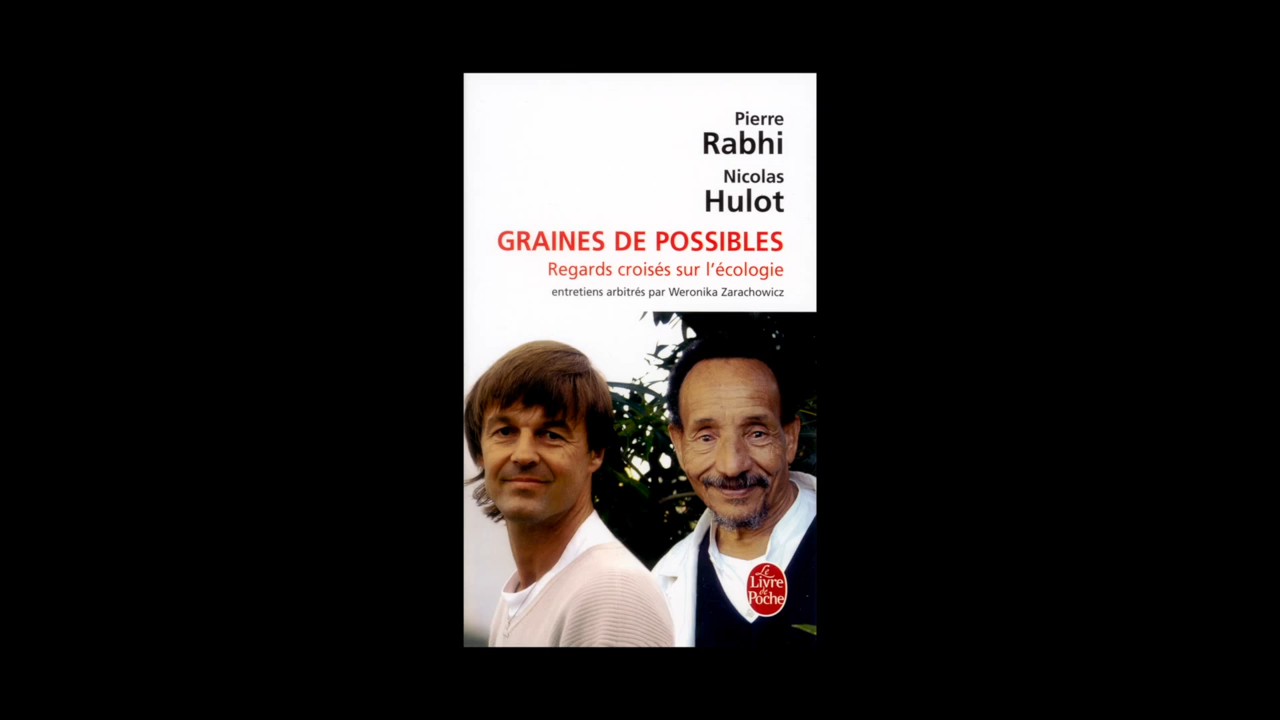 Pierre
Rabhi
Nicolas
Hulot
GRAINES DE POSSIBLES
Regards croisés sur l'écologie
entretiens arbitrés par Weronika Zarachowicz
Le
Livre
de
Poche